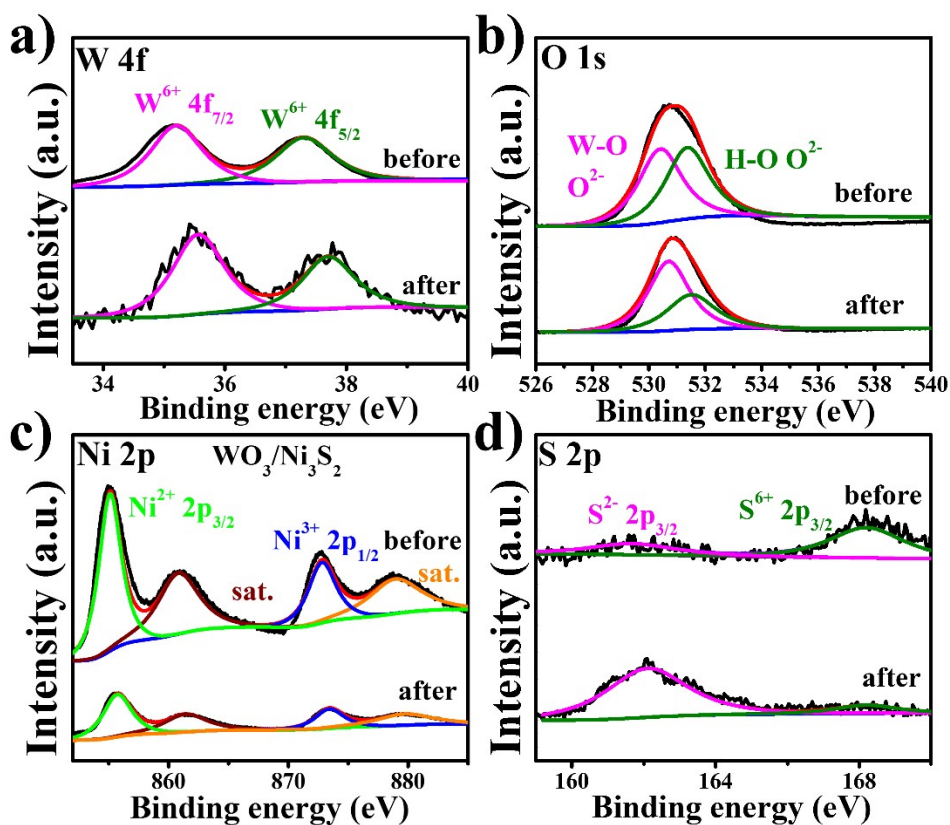 a)
W 4f
W⁶⁺ 4f₇/₂
W⁶⁺ 4f₅/₂
before
after
Intensity (a.u.)
34 36 38 40
Binding energy (eV)
b)
O 1s
W-O
O²⁻
H-O O²⁻
before
after
Intensity (a.u.)
526 528 530 532 534 536 538 540
Binding energy (eV)
c)
Ni 2p
WO₃/Ni₃S₂
Ni²⁺ 2p₃/₂
Ni³⁺ 2p₁/₂
before
sat.
sat.
after
Intensity (a.u.)
860 870 880
Binding energy (eV)
d)
S 2p
before
S²⁻ 2p₃/₂
S⁶⁺ 2p₃/₂
after
Intensity (a.u.)
160 164 168
Binding energy (eV)